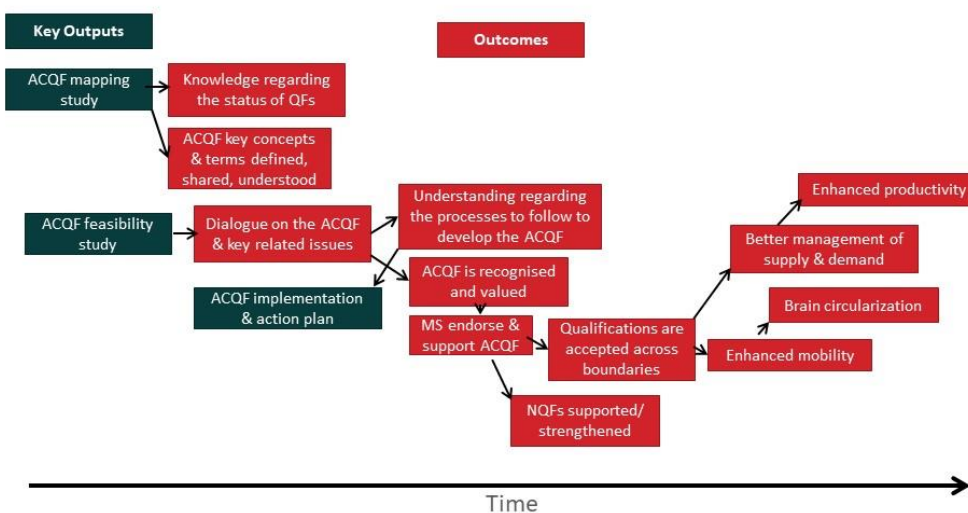 Key Outputs
Outcomes
ACQF mapping
study
Knowledge regarding
the status of QFs
ACQF key concepts
& terms defined,
shared, understood
ACQF feasibility
study
Dialogue on the ACQF
& key related issues
Understanding regarding
the processes to follow to
develop the ACQF
ACQF implementation
& action plan
ACQF is recognised
and valued
MS endorse &
support ACQF
Qualifications are
accepted across
boundaries
NQFs supported/
strengthened
Enhanced productivity
Better management of
supply & demand
Brain circularization
Enhanced mobility
Time